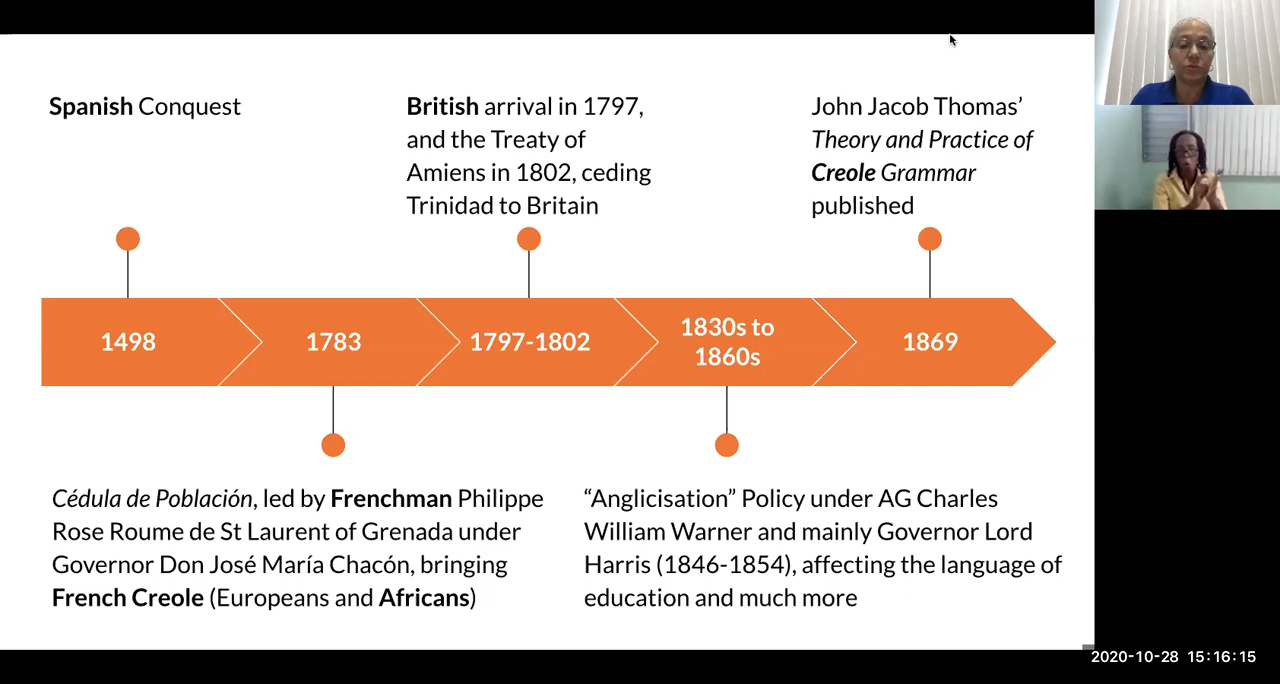 Spanish Conquest
British arrival in 1797,
and the Treaty of
Amiens in 1802, ceding
Trinidad to Britain
John Jacob Thomas’
Theory and Practice of
Creole Grammar
published
1498
1783
1797-1802
1830s to
1860s
1869
Cédula de Población, led by Frenchman Philippe
Rose Roume de St Laurent of Grenada under
Governor Don José María Chacón, bringing
French Creole (Europeans and Africans)
“Anglicisation” Policy under AG Charles
William Warner and mainly Governor Lord
Harris (1846-1854), affecting the language of
education and much more
2020-10-28 15:16:15